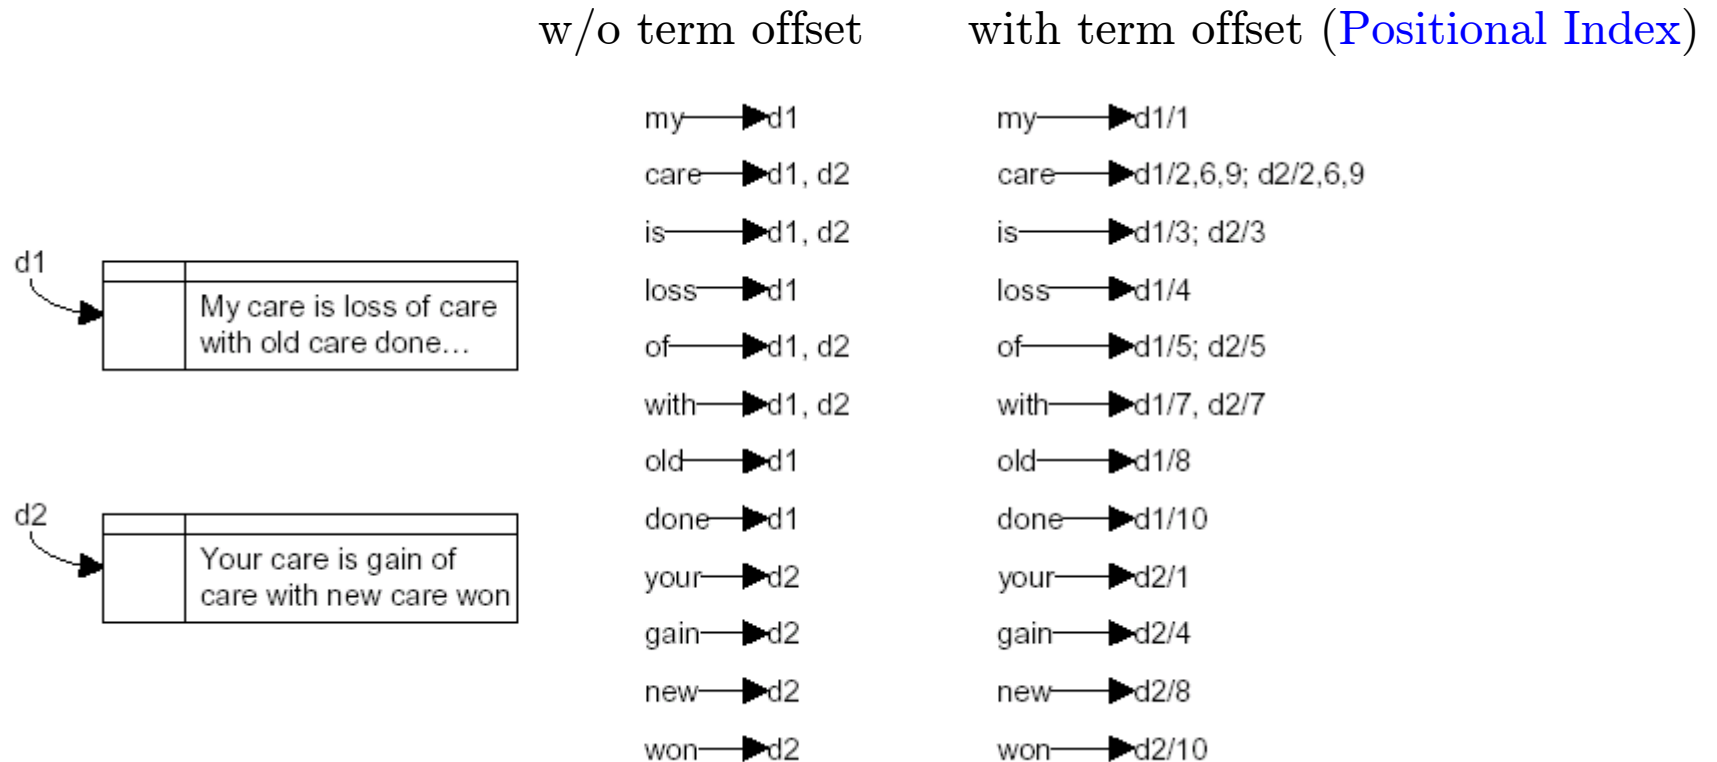 w/o term offset
with term offset (Positional Index)
d1
My care is loss of care
with old care done...
d2
Your care is gain of
care with new care won
my d1
care d1, d2
is d1, d2
loss d1
of d1, d2
with d1, d2
old d1
done d1
your d2
gain d2
new d2
won d2
my d1/1
care d1/2,6,9; d2/2,6,9
is d1/3; d2/3
loss d1/4
of d1/5; d2/5
with d1/7, d2/7
old d1/8
done d1/10
your d2/1
gain d2/4
new d2/8
won d2/10